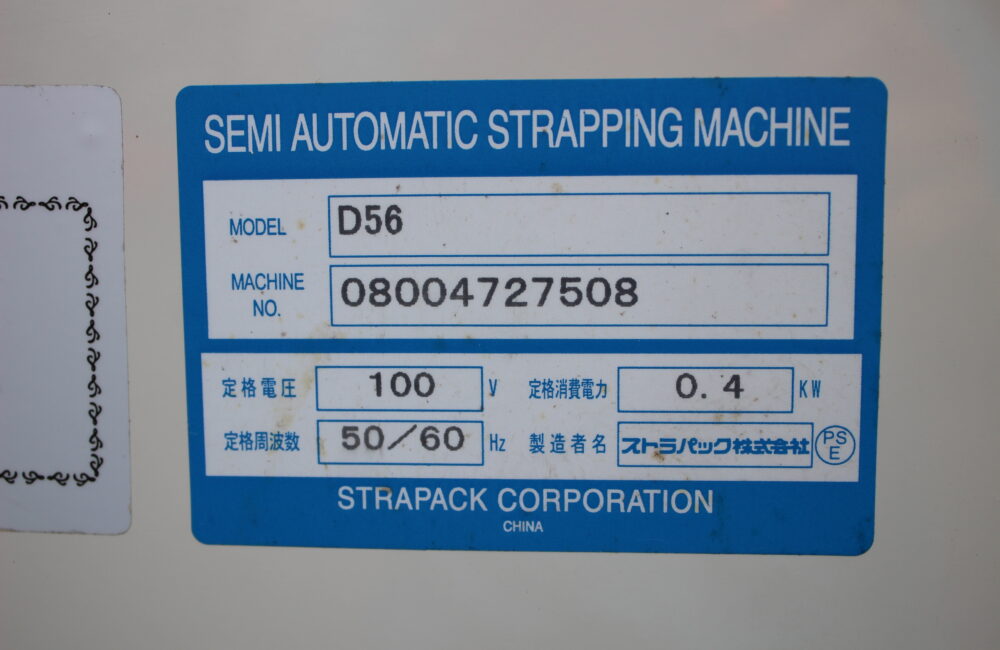 SEMI AUTOMATIC STRAPPING MACHINE
MODEL D56
MACHINE NO. 08004727508
定格電圧 100 V 定格消費電力 0.4 KW
定格周波数 50/60 Hz 製造者名 ストラパック株式会社 PSE
STRAPACK CORPORATION
CHINA